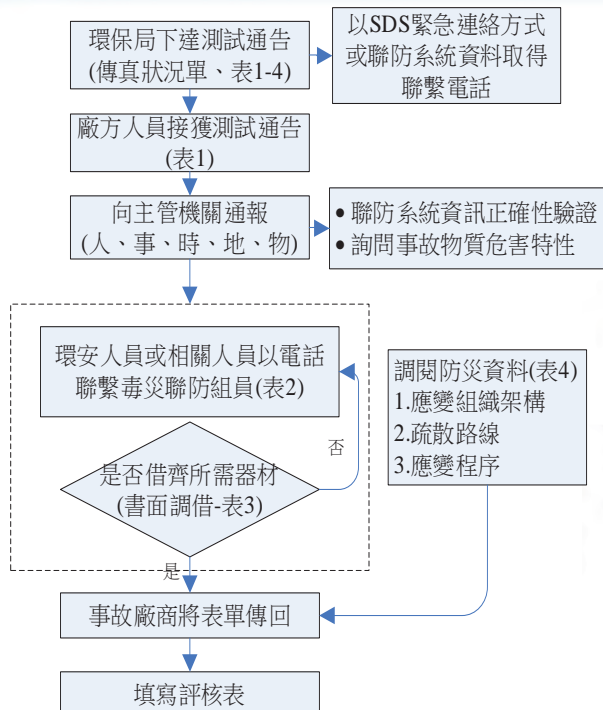 環保局下達測試通告
(傳真狀況單、表1-4)
以SDS緊急連絡方式
或聯防系統資料取得
聯繫電話
廠方人員接獲測試通告
(表1)
向主管機關通報
(人、事、時、地、物)
• 聯防系統資訊正確性驗證
• 詢問事故物質危害特性
環安人員或相關人員以電話
聯繫毒災聯防組員(表2)
否
是否借齊所需器材
(書面調借-表3)
是
調閱防災資料(表4)
1.應變組織架構
2.疏散路線
3.應變程序
事故廠商將表單傳回
填寫評核表